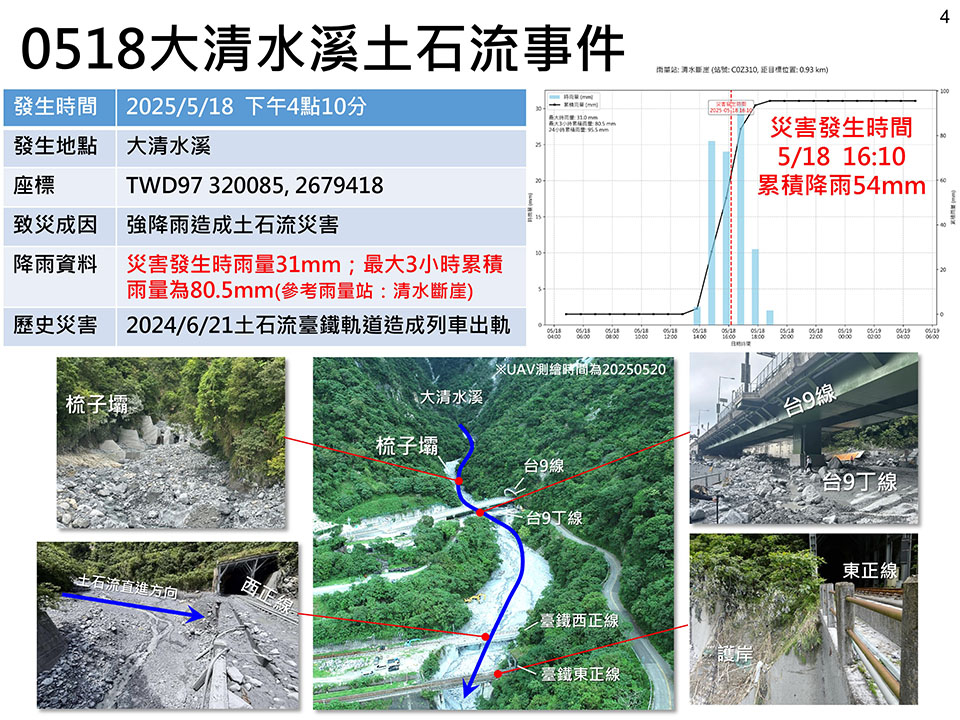 4
0518大清水溪土石流事件
發生時間 2025/5/18 下午4點10分
發生地點 大清水溪
座標 TWD97 320085, 2679418
致災成因 強降雨造成土石流災害
降雨資料 災害發生時雨量31mm；最大3小時累積
雨量為80.5mm(參考雨量站：清水斷崖)
歷史災害 2024/6/21土石流臺鐵軌道造成列車出軌
雨量站: 清水斷崖 (站號: C0Z310, 距目標位置: 0.93 km)
時雨量 (mm)
累積雨量 (mm)
最大時雨量: 31.0 mm
最大3小時累積雨量: 80.5 mm
24小時累積雨量: 95.5 mm
災害發生時間
2025-05-18 16:10
災害發生時間
5/18 16:10
累積降雨54mm
30
25
20
15
10
5
0
100
80
60
40
20
0
時雨量 (mm)
累積雨量 (mm)
05/18 05/18 05/18 05/18 05/18 05/18 05/18 05/18 05/18 05/18 05/19 05/19 05/19 05/19
04:00 06:00 08:00 10:00 12:00 14:00 16:00 18:00 20:00 22:00 00:00 02:00 04:00 06:00
梳子壩
※UAV測繪時間為20250520
大清水溪
梳子壩
台9線
台9丁線
臺鐵西正線
臺鐵東正線
台9線
台9丁線
土石流直進方向
西正線
東正線
護岸